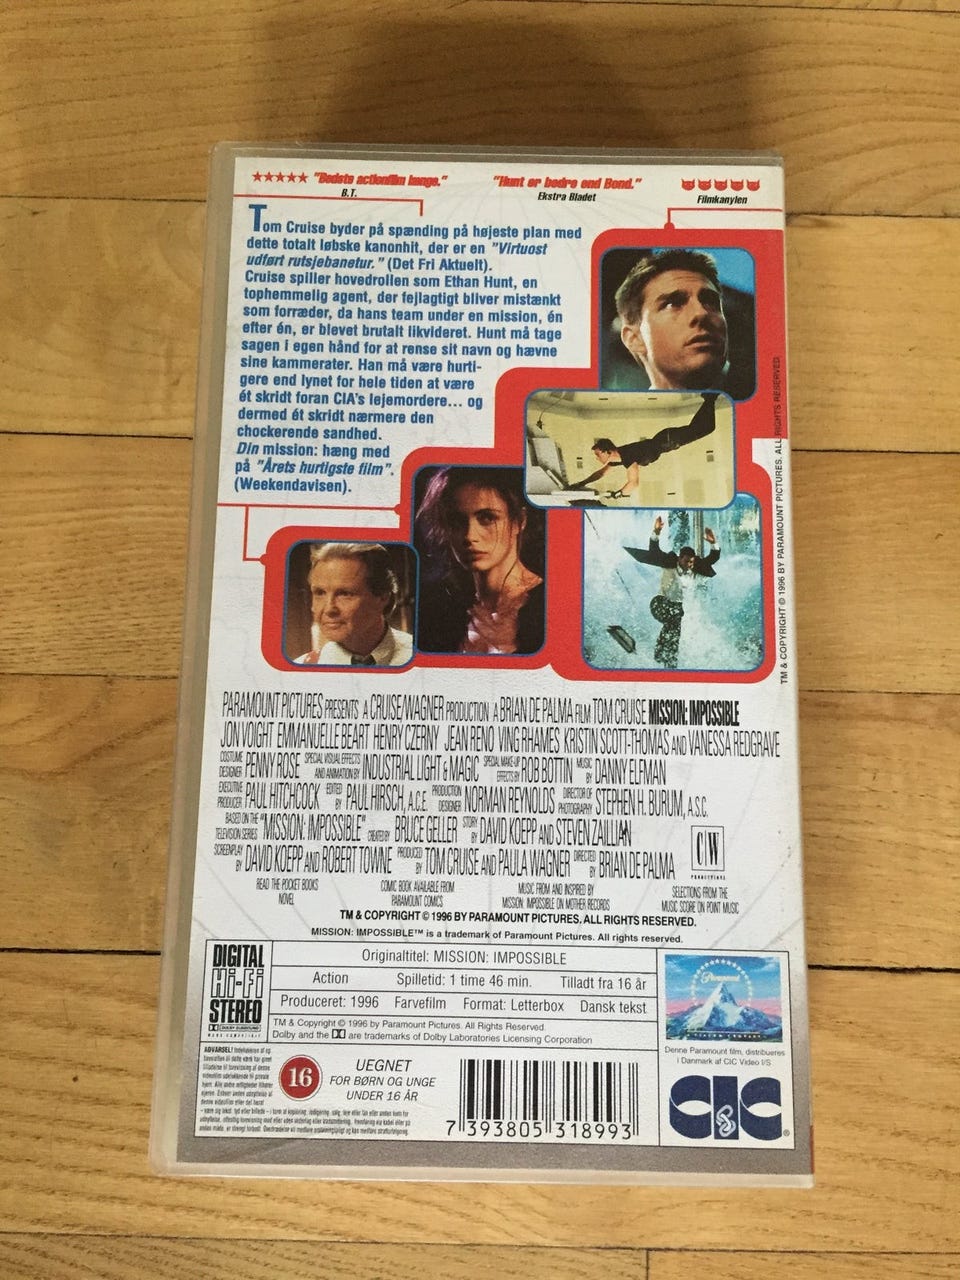 ★★★★★ "Bedste actionfilm længe."
B.T.
"Hunt er bedre end Bond."
Ekstra Bladet
Filmkanylen
Tom Cruise byder på spænding på højeste plan med
dette totalt løbske kanonhit, der er en "Virtuost
udført rutsjebanetur." (Det Fri Aktuelt).
Cruise spiller hovedrollen som Ethan Hunt, en
tophemmelig agent, der fejlagtigt bliver mistænkt
som forræder, da hans team under en mission, én
efter én, er blevet brutalt likvideret. Hunt må tage
sagen i egen hånd for at rense sit navn og hævne
sine kammerater. Han må være hurti-
gere end lynet for hele tiden at være
ét skridt foran CIA's lejemordere... og
dermed ét skridt nærmere den
chockerende sandhed.
Din mission: hæng med
på "Årets hurtigste film".
(Weekendavisen).
TM & COPYRIGHT © 1996 BY PARAMOUNT PICTURES. ALL RIGHTS RESERVED.
PARAMOUNT PICTURES PRESENTS A CRUISE/WAGNER PRODUCTION A BRIAN DE PALMA FILM TOM CRUISE MISSION: IMPOSSIBLE
JON VOIGHT EMMANUELLE BEART HENRY CZERNY JEAN RENO VING RHAMES KRISTIN SCOTT-THOMAS AND VANESSA REDGRAVE
COSTUME DESIGNER PENNY ROSE SPECIAL VISUAL EFFECTS AND ANIMATION BY INDUSTRIAL LIGHT & MAGIC SPECIAL MAKE-UP EFFECTS BY ROB BOTTIN MUSIC BY DANNY ELFMAN
EXECUTIVE PRODUCER PAUL HITCHCOCK EDITED BY PAUL HIRSCH, A.C.E. PRODUCTION DESIGNER NORMAN REYNOLDS DIRECTOR OF PHOTOGRAPHY STEPHEN H. BURUM, A.S.C.
BASED ON THE TELEVISION SERIES "MISSION: IMPOSSIBLE" CREATED BY BRUCE GELLER STORY BY DAVID KOEPP AND STEVEN ZAILLIAN
SCREENPLAY BY DAVID KOEPP AND ROBERT TOWNE PRODUCED BY TOM CRUISE AND PAULA WAGNER DIRECTED BY BRIAN DE PALMA
C/W
PRODUCTIONS
READ THE POCKET BOOKS NOVEL
COMIC BOOK AVAILABLE FROM PARAMOUNT COMICS
MUSIC FROM AND INSPIRED BY MISSION: IMPOSSIBLE ON MOTHER RECORDS
SELECTIONS FROM THE MUSIC SCORE ON POINT MUSIC
TM & COPYRIGHT © 1996 BY PARAMOUNT PICTURES. ALL RIGHTS RESERVED.
MISSION: IMPOSSIBLE™ is a trademark of Paramount Pictures. All rights reserved.
DIGITAL
Hi-Fi
STEREO
DOLBY SURROUND
Originaltitel: MISSION: IMPOSSIBLE
Action Spilletid: 1 time 46 min. Tilladt fra 16 år
Produceret: 1996 Farvefilm Format: Letterbox Dansk tekst
TM & Copyright © 1996 by Paramount Pictures. All Rights Reserved.
Dolby and the are trademarks of Dolby Laboratories Licensing Corporation
Paramount
Denne Paramount film, distribueres
i Danmark af CIC Video I/S
CIC
ADVARSEL!
16
UEGNET
FOR BØRN OG UNGE
UNDER 16 ÅR
7 393805 318993